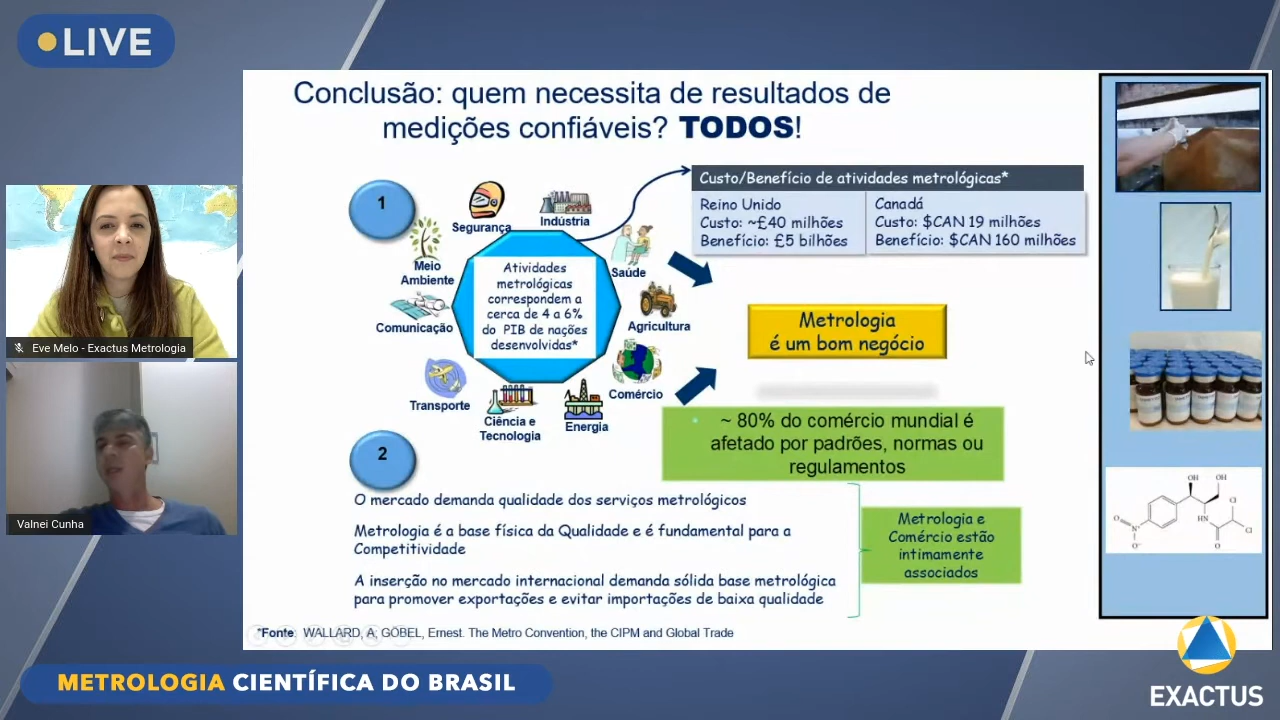 LIVE
Conclusão: quem necessita de resultados de
medições confiáveis? TODOS!
1
Segurança
Indústria
Meio
Ambiente
Saúde
Comunicação
Agricultura
Transporte
Comércio
Ciência e
Tecnologia
Energia
Atividades
metrológicas
correspondem a
cerca de 4 a 6%
do PIB de nações
desenvolvidas*
Custo/Benefício de atividades metrológicas*
Reino Unido
Custo: ~£40 milhões
Benefício: £5 bilhões
Canadá
Custo: $CAN 19 milhões
Benefício: $CAN 160 milhões
Metrologia
é um bom negócio
~ 80% do comércio mundial é
afetado por padrões, normas ou
regulamentos
2
O mercado demanda qualidade dos serviços metrológicos
Metrologia é a base física da Qualidade e é fundamental para a
Competitividade
A inserção no mercado internacional demanda sólida base metrológica
para promover exportações e evitar importações de baixa qualidade
Metrologia e
Comércio estão
intimamente
associados
*Fonte WALLARD, A; GÖBEL, Ernest. The Metro Convention, the CIPM and Global Trade
OH
OH
Cl
HN
Cl
O
N⁺
O⁻
O
Eve Melo - Exactus Metrologia
Valnei Cunha
METROLOGIA CIENTÍFICA DO BRASIL
EXACTUS